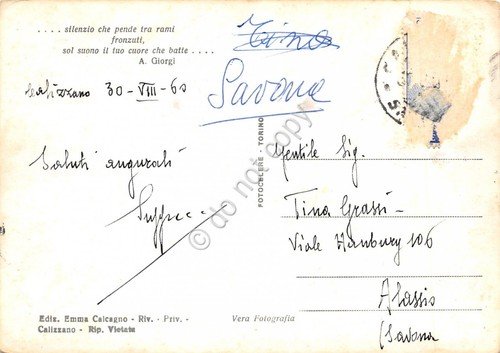 . . . . silenzio che pende tra rami
fronzuti,
sol suono il tuo cuore che batte . . . .
A. Giorgi
Calizzano 30-VIII-60
Tina
Savona
Saluti augurali
FOTOCELERE - TORINO
do not copy
Gentile Sig.
Tina Grassi-
Viale Hanbury 106
Alassio
(Savona
Ediz. Emma Calcagno - Riv. - Priv. -
Calizzano - Rip. Vietata
Vera Fotografia